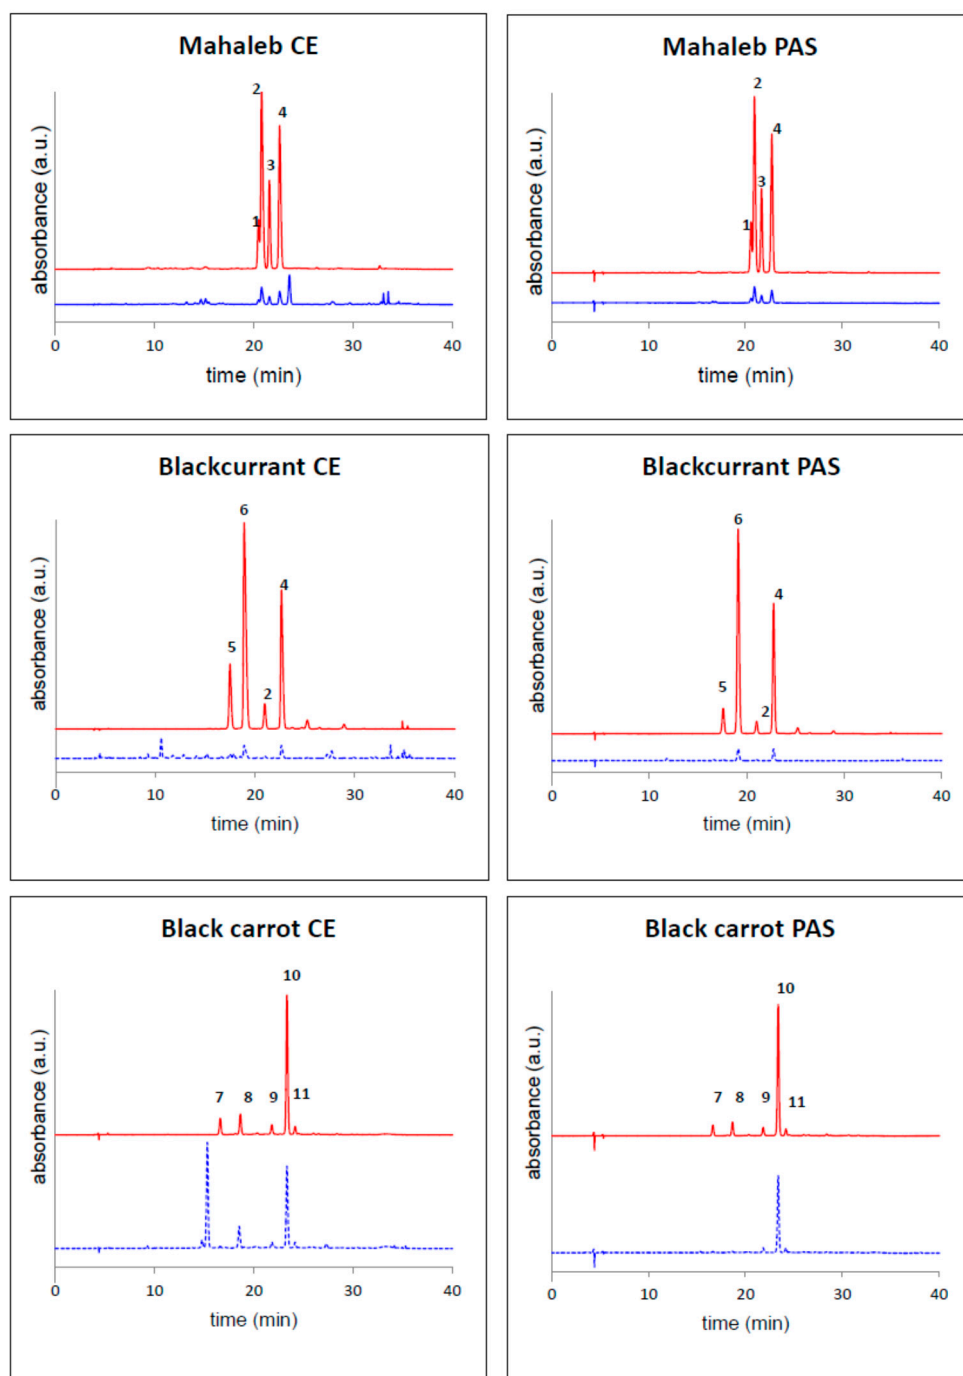 Mahaleb CE
2
4
3
1
absorbance (a.u.)
0 10 20 30 40
time (min)
Mahaleb PAS
2
4
3
1
absorbance (a.u.)
0 10 20 30 40
time (min)
Blackcurrant CE
6
4
5
2
absorbance (a.u.)
0 10 20 30 40
time (min)
Blackcurrant PAS
6
4
5
2
absorbance (a.u.)
0 10 20 30 40
time (min)
Black carrot CE
10
7 8 9 11
absorbance (a.u.)
0 10 20 30 40
time (min)
Black carrot PAS
10
7 8 9 11
absorbance (a.u.)
0 10 20 30 40
time (min)